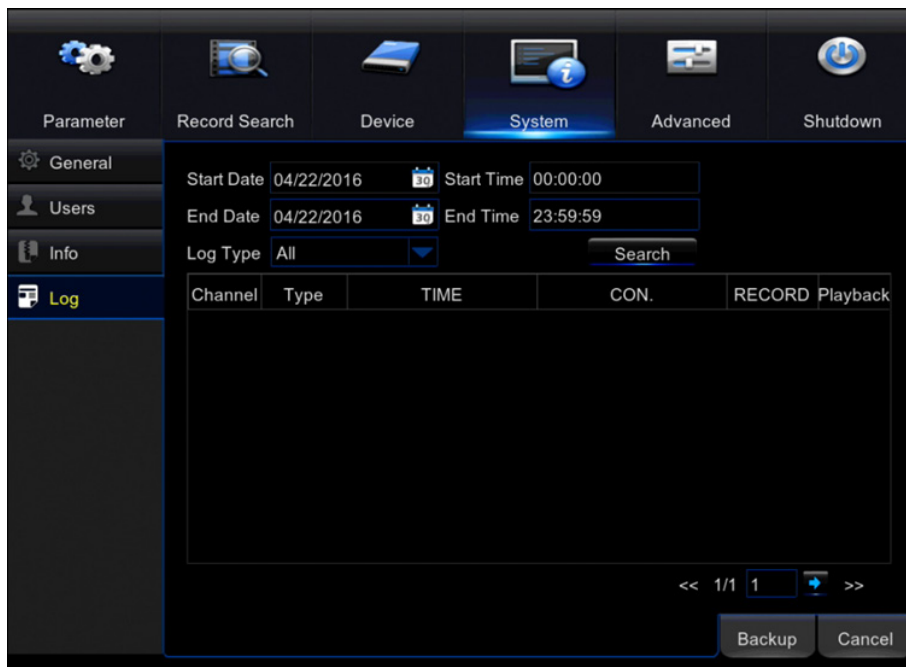 Parameter Record Search Device System Advanced Shutdown
General
Users
Info
Log
Start Date 04/22/2016 30 Start Time 00:00:00
End Date 04/22/2016 30 End Time 23:59:59
Log Type All Search
Channel Type TIME CON. RECORD Playback
<< 1/1 1 >>
Backup Cancel